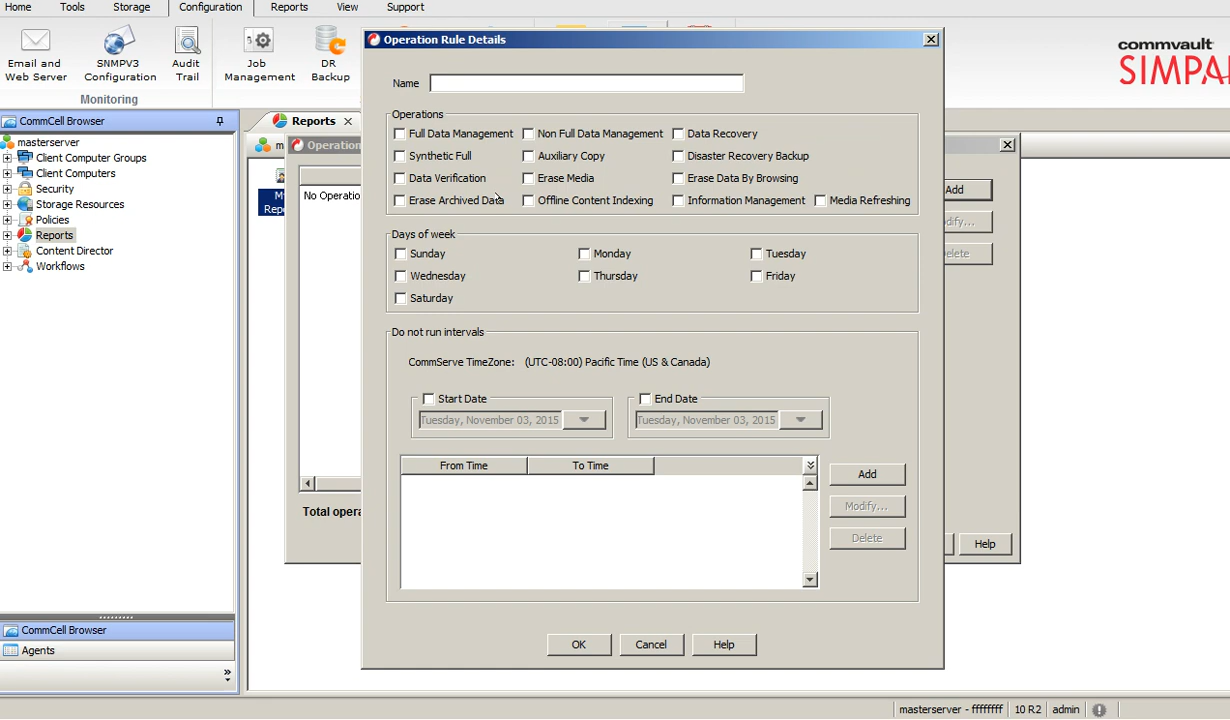 Home Tools Storage Configuration Reports View Support
Email and Web Server
SNMPV3 Configuration
Audit Trail
Job Management
DR Backup
Monitoring
commvault
SIMPA
CommCell Browser
masterserver
Client Computer Groups
Client Computers
Security
Storage Resources
Policies
Reports
Content Director
Workflows
CommCell Browser
Agents
Reports
m
Operation
No Operatio
Total opera
Add
Help
Operation Rule Details
Name
Operations
Full Data Management Non Full Data Management Data Recovery
Synthetic Full Auxiliary Copy Disaster Recovery Backup
Data Verification Erase Media Erase Data By Browsing
Erase Archived Data Offline Content Indexing Information Management Media Refreshing
Days of week
Sunday Monday Tuesday
Wednesday Thursday Friday
Saturday
Do not run intervals
CommServe TimeZone: (UTC-08:00) Pacific Time (US & Canada)
Start Date End Date
Tuesday, November 03, 2015 Tuesday, November 03, 2015
From Time To Time
Add
Modify...
Delete
OK Cancel Help
masterserver - ffffffff 10 R2 admin